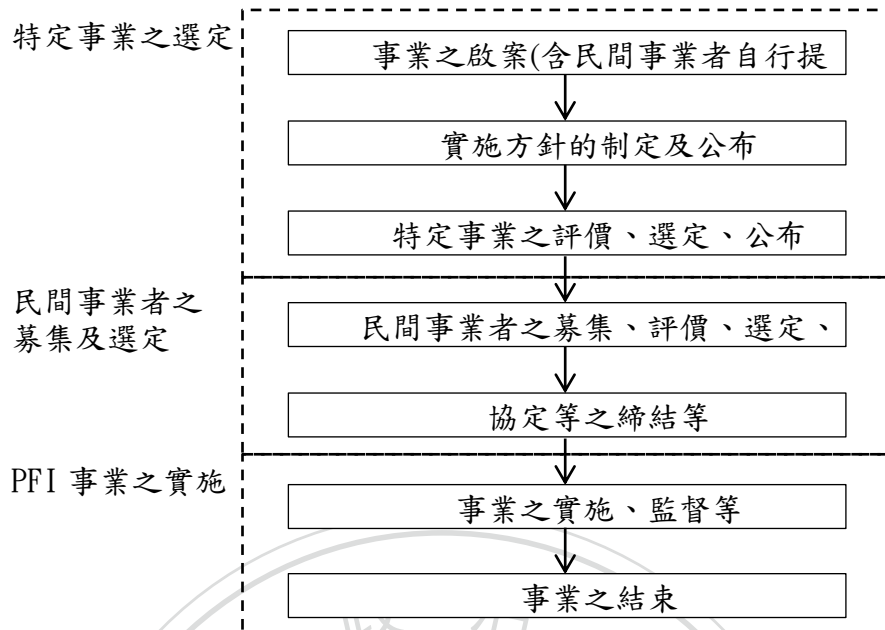 特定事業之選定
事業之啟案(含民間事業者自行提
實施方針的制定及公布
特定事業之評價、選定、公布
民間事業者之
募集及選定
民間事業者之募集、評價、選定、
協定等之締結等
PFI 事業之實施
事業之實施、監督等
事業之結束